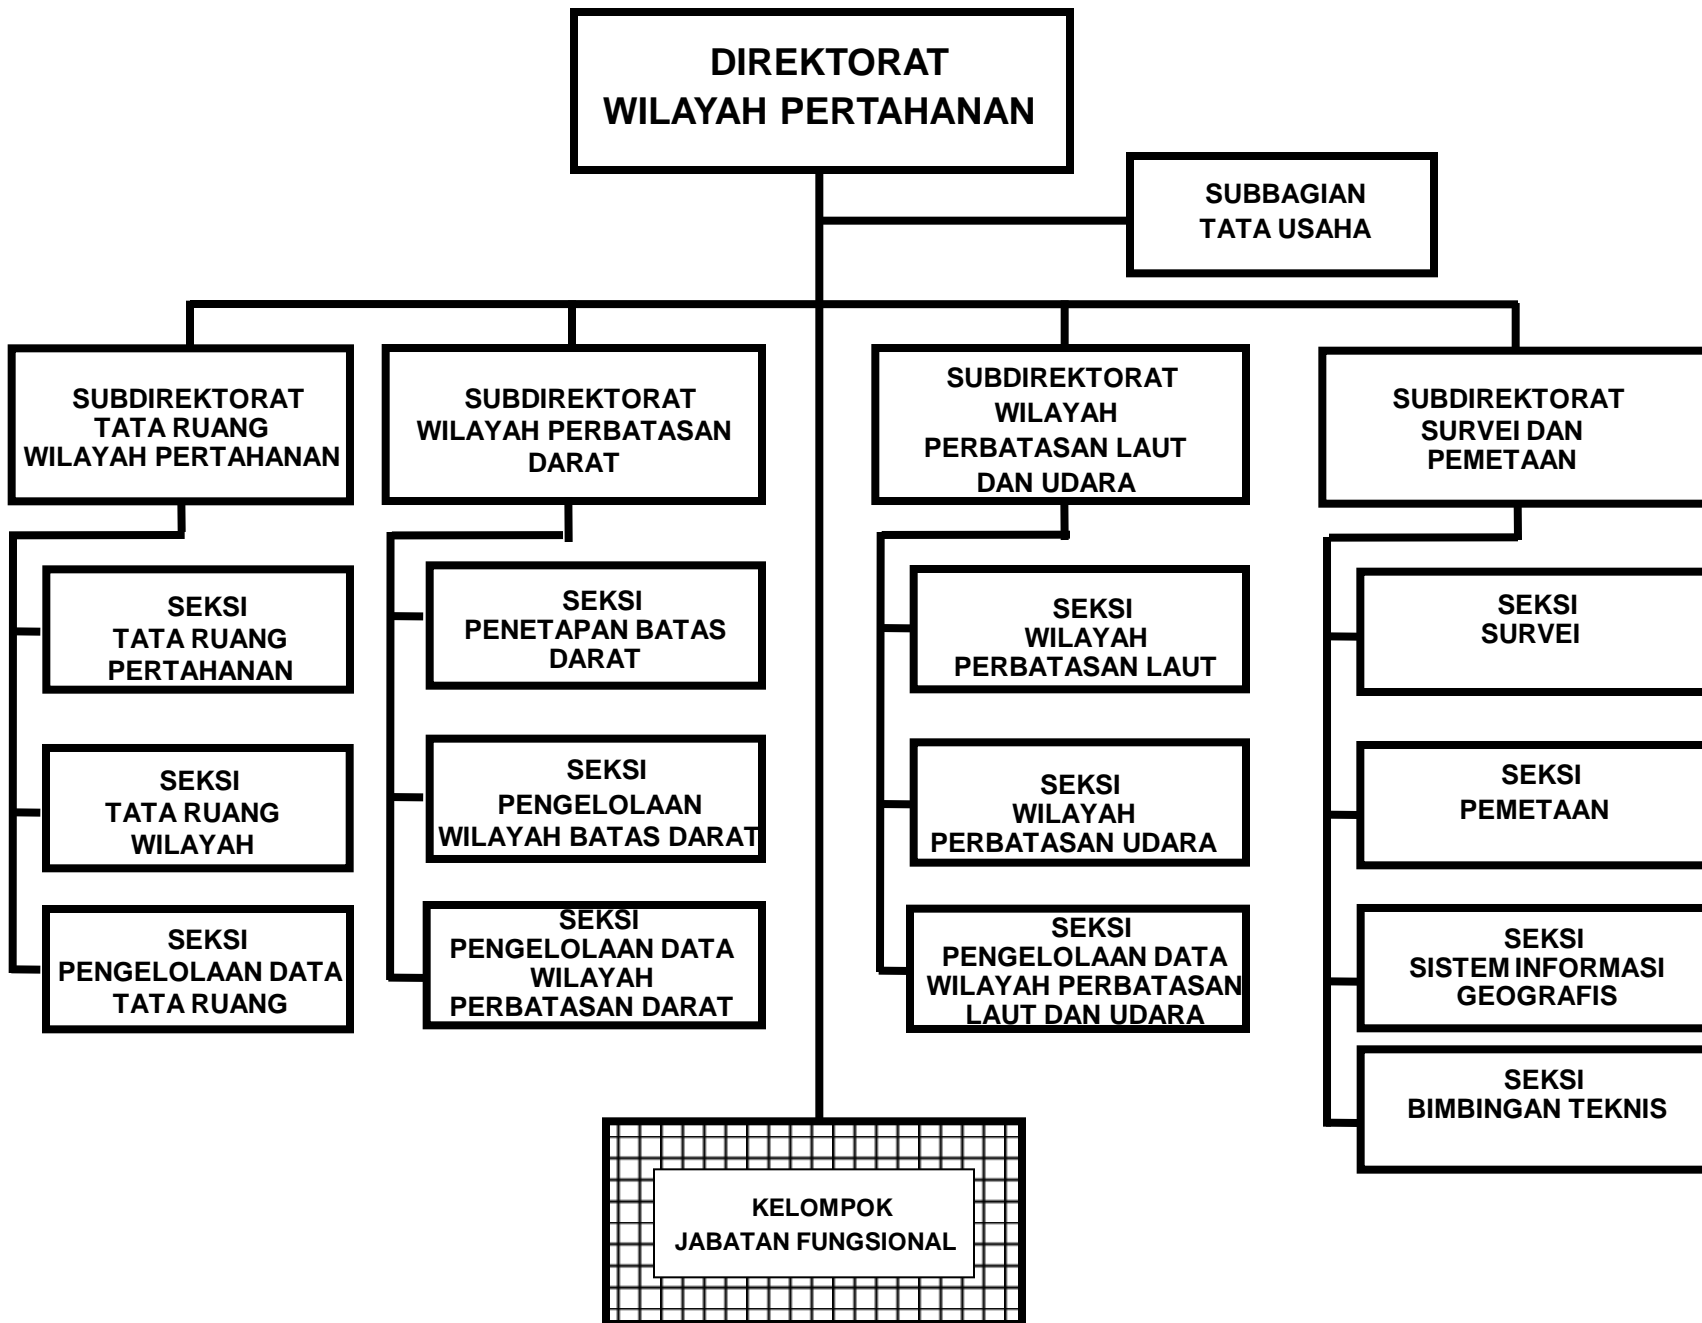 DIREKTORAT
WILAYAH PERTAHANAN
SUBBAGIAN
TATA USAHA
SUBDIREKTORAT
TATA RUANG
WILAYAH PERTAHANAN
SUBDIREKTORAT
WILAYAH PERBATASAN
DARAT
SUBDIREKTORAT
WILAYAH
PERBATASAN LAUT
DAN UDARA
SUBDIREKTORAT
SURVEI DAN
PEMETAAN
SEKSI
TATA RUANG
PERTAHANAN
SEKSI
PENETAPAN BATAS
DARAT
SEKSI
WILAYAH
PERBATASAN LAUT
SEKSI
SURVEI
SEKSI
TATA RUANG
WILAYAH
SEKSI
PENGELOLAAN
WILAYAH BATAS DARAT
SEKSI
WILAYAH
PERBATASAN UDARA
SEKSI
PEMETAAN
SEKSI
PENGELOLAAN DATA
TATA RUANG
SEKSI
PENGELOLAAN DATA
WILAYAH
PERBATASAN DARAT
SEKSI
PENGELOLAAN DATA
WILAYAH PERBATASAN
LAUT DAN UDARA
SEKSI
SISTEM INFORMASI
GEOGRAFIS
SEKSI
BIMBINGAN TEKNIS
KELOMPOK
JABATAN FUNGSIONAL